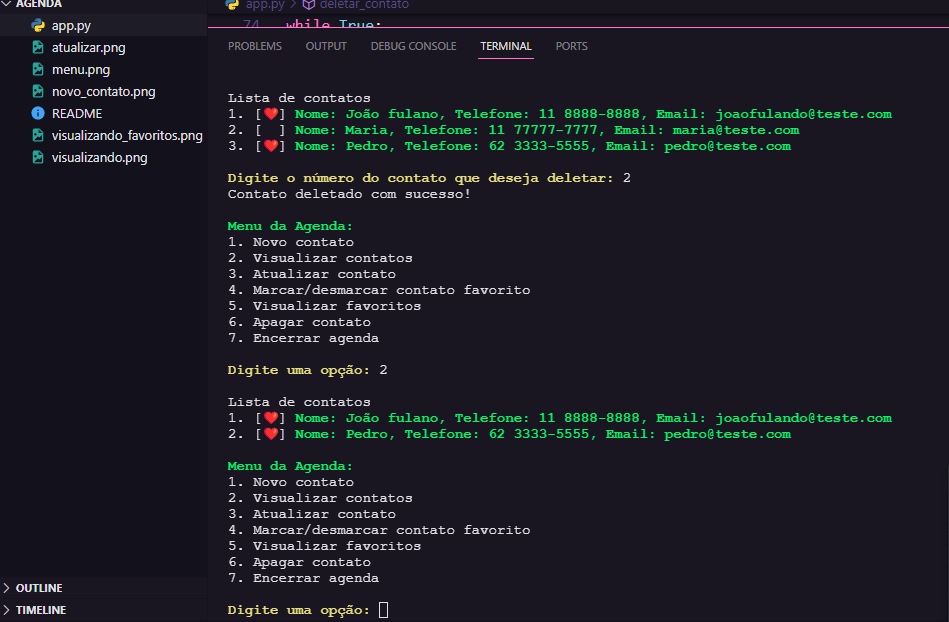 AGENDA
app.py
atualizar.png
menu.png
novo_contato.png
README
visualizando_favoritos.png
visualizando.png
OUTLINE
TIMELINE
app.py > deletar_contato
74 while True:
PROBLEMS OUTPUT DEBUG CONSOLE TERMINAL PORTS
Lista de contatos
1. [❤️] Nome: João fulano, Telefone: 11 8888-8888, Email: joaofulando@teste.com
2. [ ] Nome: Maria, Telefone: 11 77777-7777, Email: maria@teste.com
3. [❤️] Nome: Pedro, Telefone: 62 3333-5555, Email: pedro@teste.com
Digite o número do contato que deseja deletar: 2
Contato deletado com sucesso!
Menu da Agenda:
1. Novo contato
2. Visualizar contatos
3. Atualizar contato
4. Marcar/desmarcar contato favorito
5. Visualizar favoritos
6. Apagar contato
7. Encerrar agenda
Digite uma opção: 2
Lista de contatos
1. [❤️] Nome: João fulano, Telefone: 11 8888-8888, Email: joaofulando@teste.com
2. [❤️] Nome: Pedro, Telefone: 62 3333-5555, Email: pedro@teste.com
Menu da Agenda:
1. Novo contato
2. Visualizar contatos
3. Atualizar contato
4. Marcar/desmarcar contato favorito
5. Visualizar favoritos
6. Apagar contato
7. Encerrar agenda
Digite uma opção: